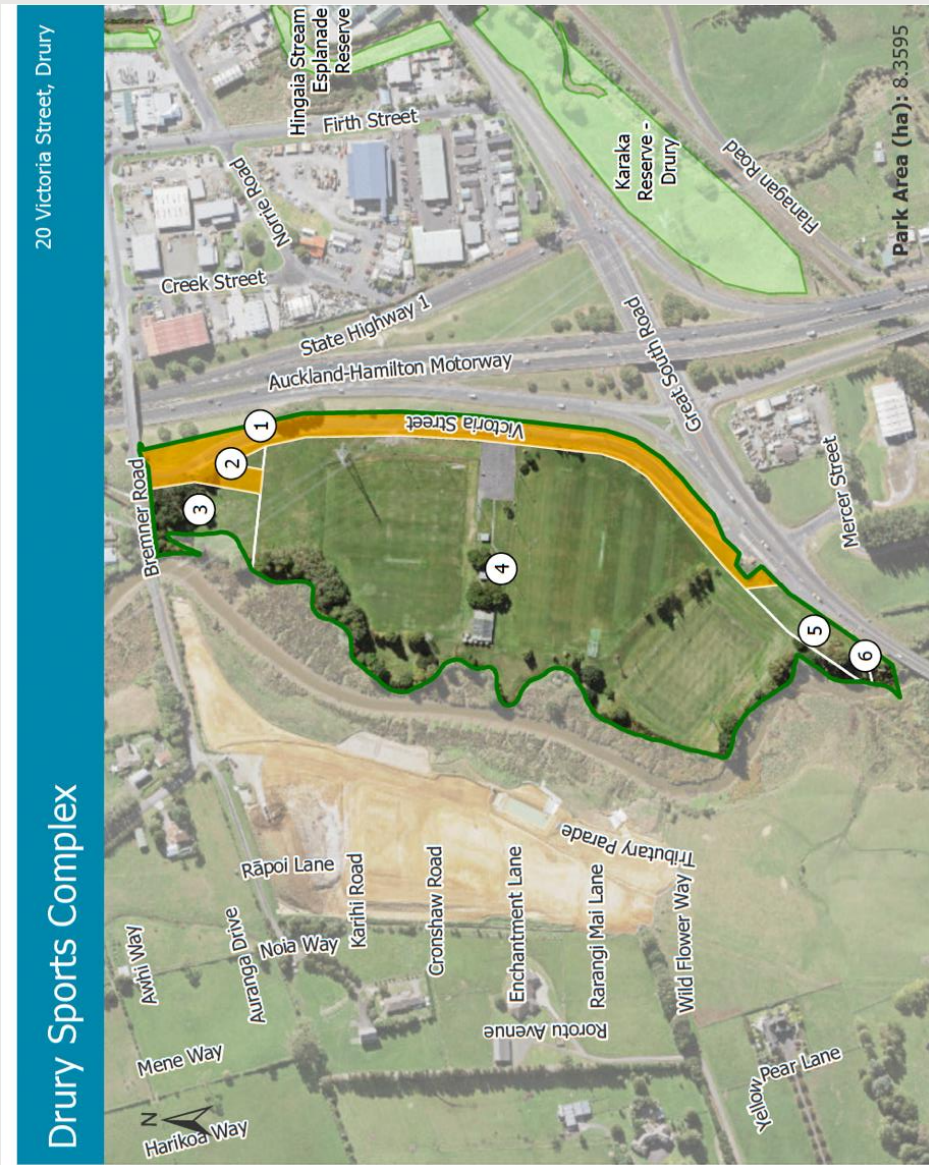 Drury Sports Complex
20 Victoria Street, Drury
N
Harikoa Way
Mene Way
Awhi Way
Auranga Drive
Noia Way
Rāpoi Lane
Karihi Road
Cronshaw Road
Enchantment Lane
Rorotu Avenue
Rarangi Mai Lane
Tributary Parade
Wild Flower Way
Yellow Pear Lane
Bremner Road
Creek Street
Norrie Road
Firth Street
Hingaia Stream
Esplanade
Reserve
State Highway 1
Auckland-Hamilton Motorway
Victoria Street
Great South Road
Karaka
Reserve -
Drury
Flanagan Road
Mercer Street
1
2
3
4
5
6
Park Area (ha): 8.3595